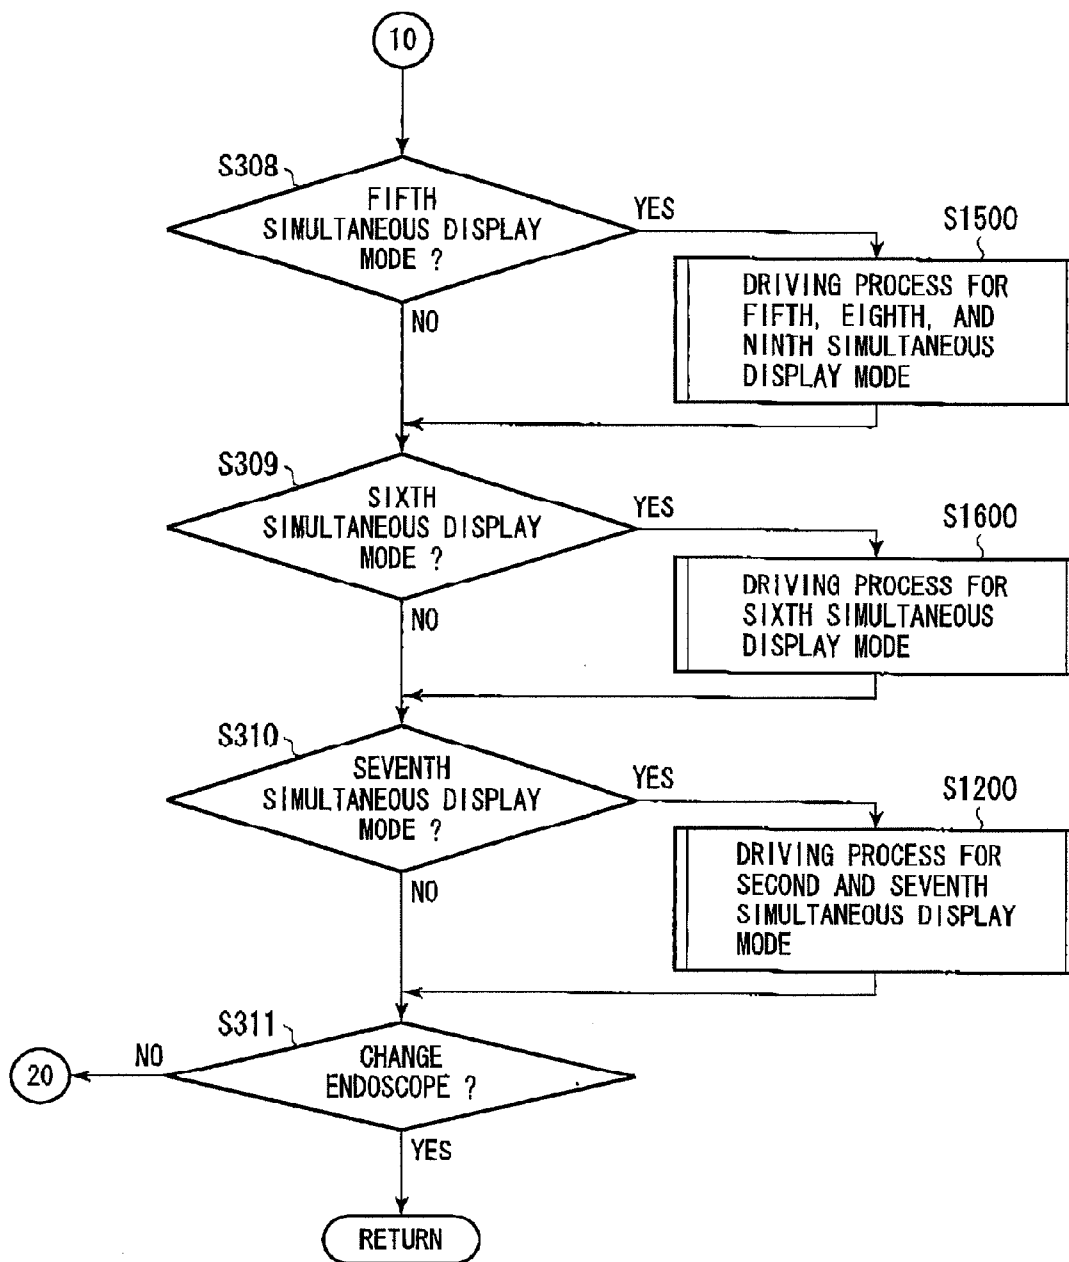 10
S308
FIFTH
SIMULTANEOUS DISPLAY
MODE ?
YES
NO
S1500
DRIVING PROCESS FOR
FIFTH, EIGHTH, AND
NINTH SIMULTANEOUS
DISPLAY MODE
S309
SIXTH
SIMULTANEOUS DISPLAY
MODE ?
YES
NO
S1600
DRIVING PROCESS FOR
SIXTH SIMULTANEOUS
DISPLAY MODE
S310
SEVENTH
SIMULTANEOUS DISPLAY
MODE ?
YES
NO
S1200
DRIVING PROCESS FOR
SECOND AND SEVENTH
SIMULTANEOUS DISPLAY
MODE
S311
CHANGE
ENDOSCOPE ?
NO
20
YES
RETURN